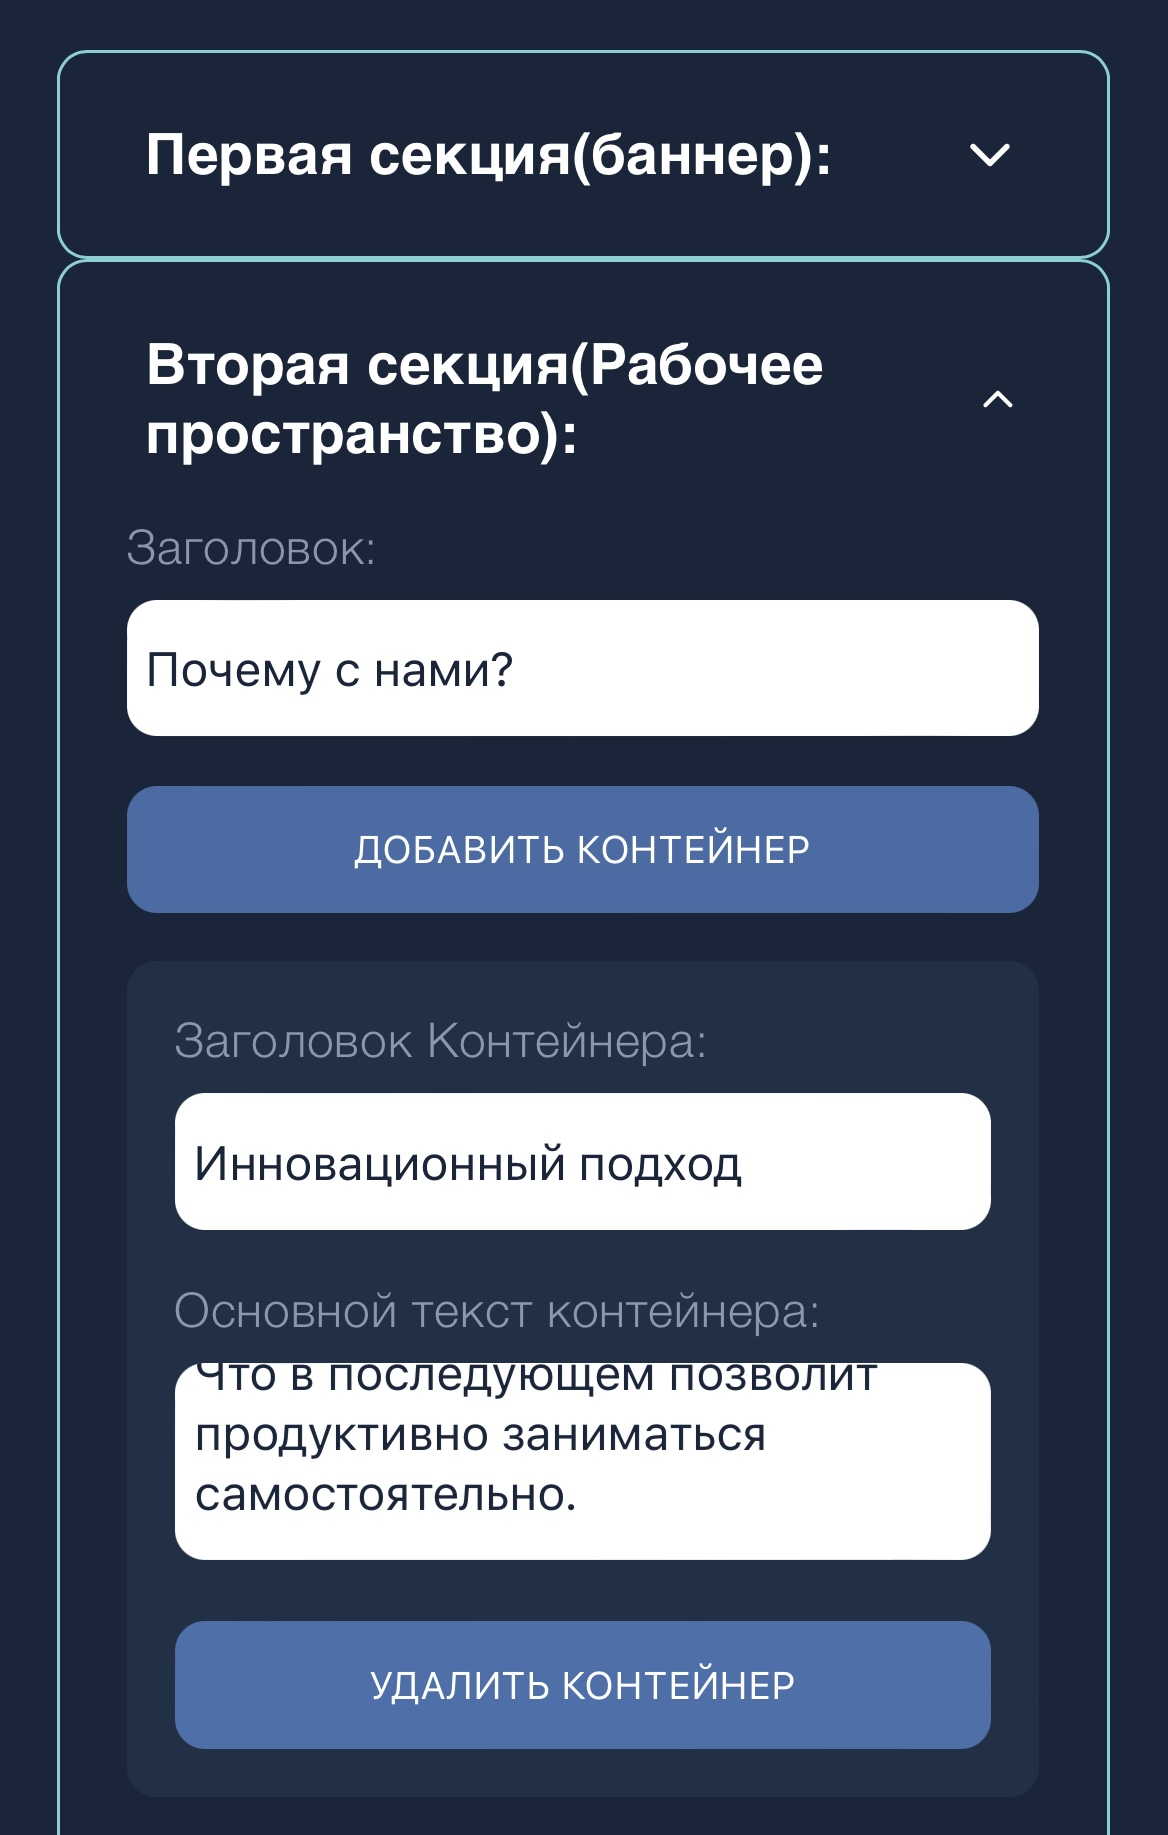 Первая секция(баннер):
Вторая секция(Рабочее
пространство):
Заголовок:
Почему с нами?
ДОБАВИТЬ КОНТЕЙНЕР
Заголовок Контейнера:
Инновационный подход
Основной текст контейнера:
Что в последующем позволит
продуктивно заниматься
самостоятельно.
УДАЛИТЬ КОНТЕЙНЕР